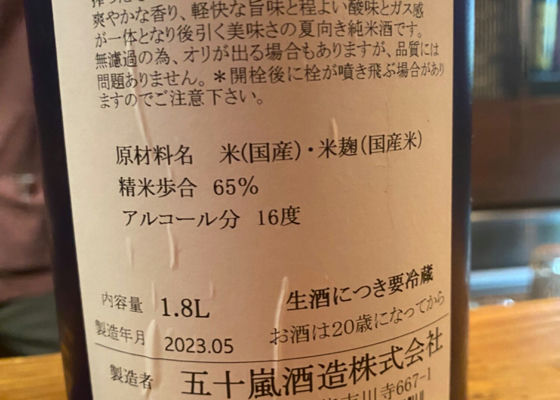 爽やかな香り、軽快な旨味と程よい酸味とガス感
が一体となり後引く美味さの夏向き純米酒です。
無濾過の為、オリが出る場合もありますが、品質には
問題ありません。＊開栓後に栓が噴き飛ぶ場合があり
ますのでご注意下さい。
原材料名 米(国産)・米麹(国産米)
精米歩合 65%
アルコール分 16度
内容量 1.8L 生酒につき要冷蔵
製造年月 2023.05 お酒は20歳になってから
製造者 五十嵐酒造株式会社
川寺667-1